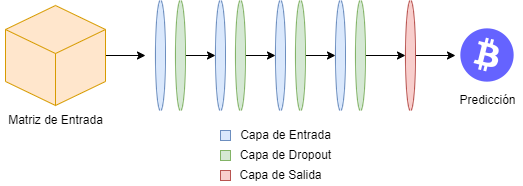 Matriz de Entrada
Predicción
Capa de Entrada
Capa de Dropout
Capa de Salida